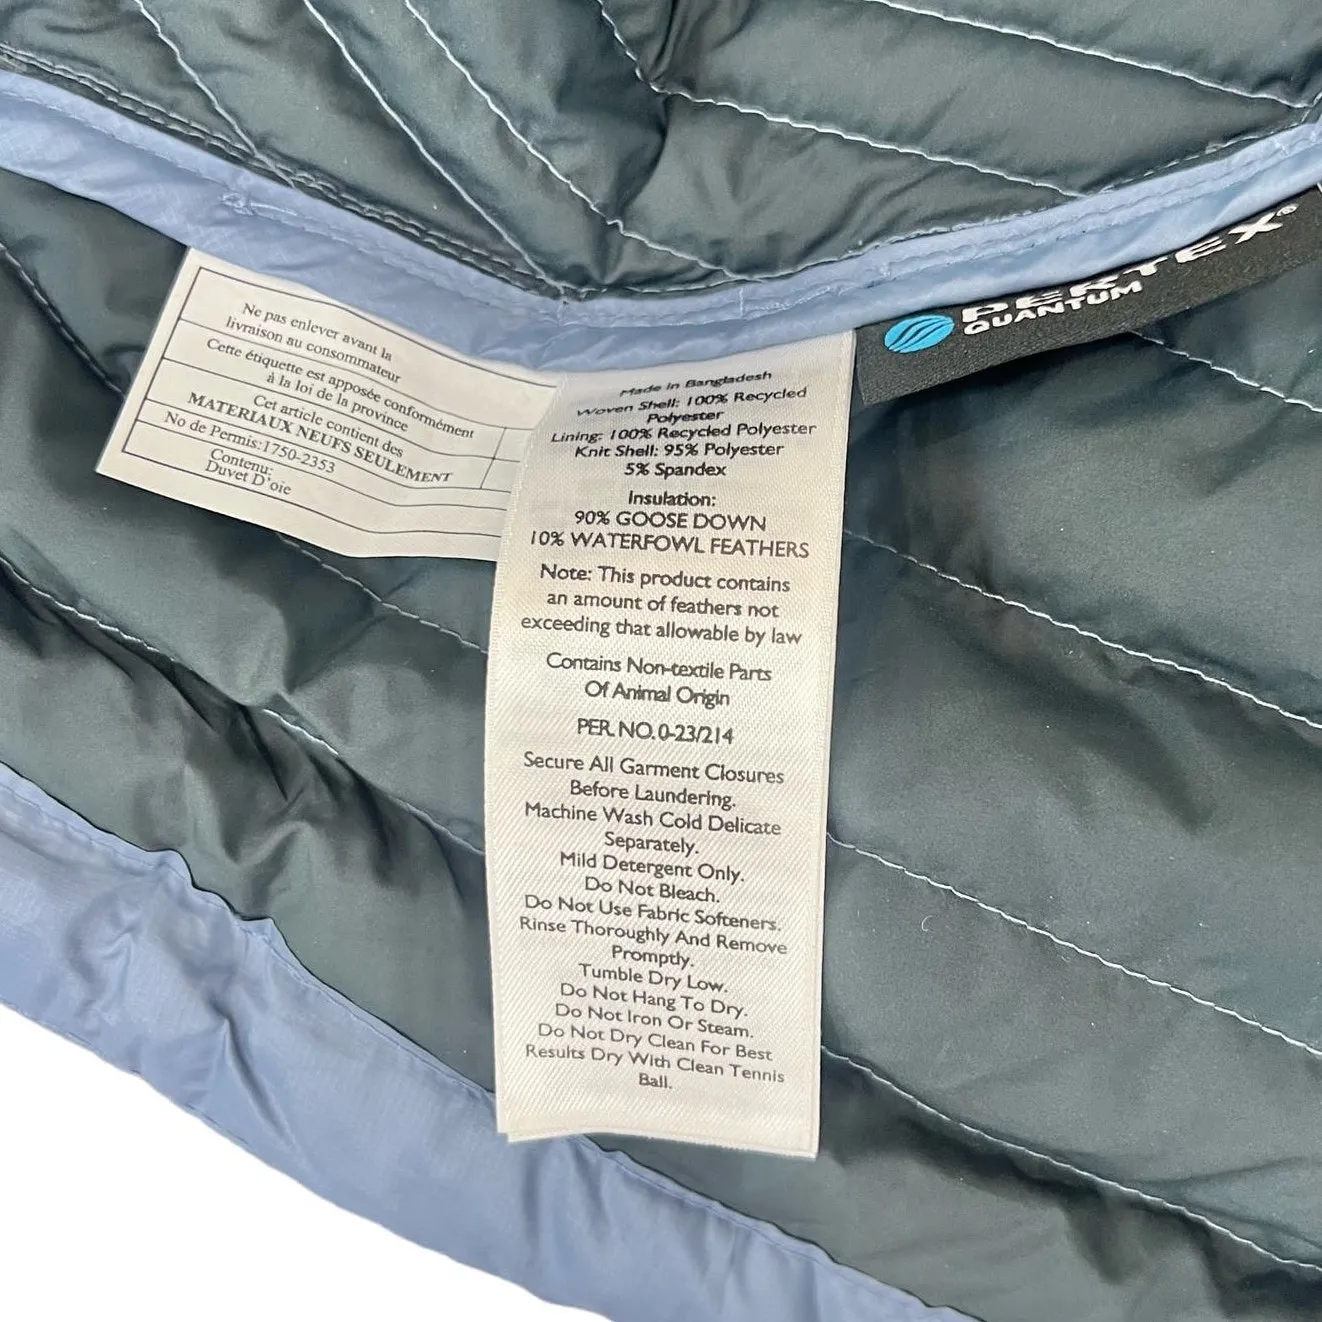 Ne pas enlever avant la
livraison au consommateur
Cette étiquette est apposée conformément
à la loi de la province
Cet article contient des
MATERIAUX NEUFS SEULEMENT
No de Permis:1750-2353
Contenu:
Duvet D'oie
Made in Bangladesh
Woven Shell: 100% Recycled
Polyester
Lining: 100% Recycled Polyester
Knit Shell: 95% Polyester
5% Spandex
Insulation:
90% GOOSE DOWN
10% WATERFOWL FEATHERS
Note: This product contains
an amount of feathers not
exceeding that allowable by law
Contains Non-textile Parts
Of Animal Origin
PER. NO. 0-23/214
Secure All Garment Closures
Before Laundering.
Machine Wash Cold Delicate
Separately.
Mild Detergent Only.
Do Not Bleach.
Do Not Use Fabric Softeners.
Rinse Thoroughly And Remove
Promptly.
Tumble Dry Low.
Do Not Hang To Dry.
Do Not Iron Or Steam.
Do Not Dry Clean For Best
Results Dry With Clean Tennis
Ball.
PERTEX®
QUANTUM